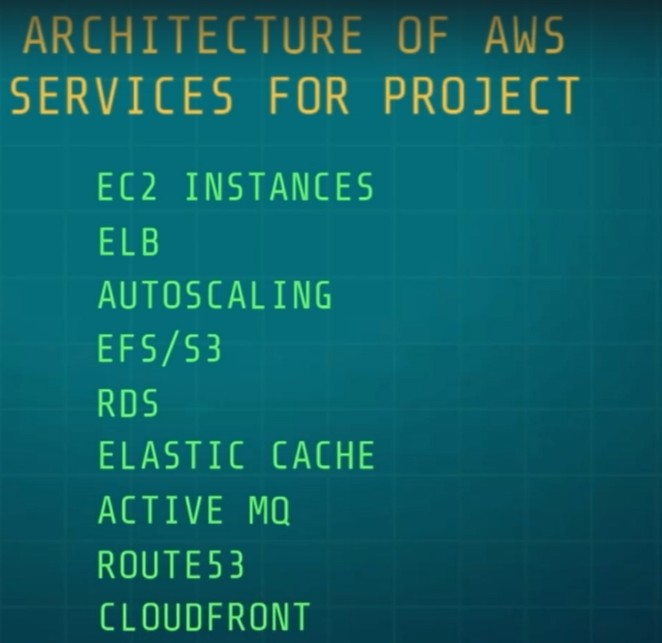 ARCHITECTURE OF AWS
SERVICES FOR PROJECT
EC2 INSTANCES
ELB
AUTOSCALING
EFS/S3
RDS
ELASTIC CACHE
ACTIVE MQ
ROUTE53
CLOUDFRONT